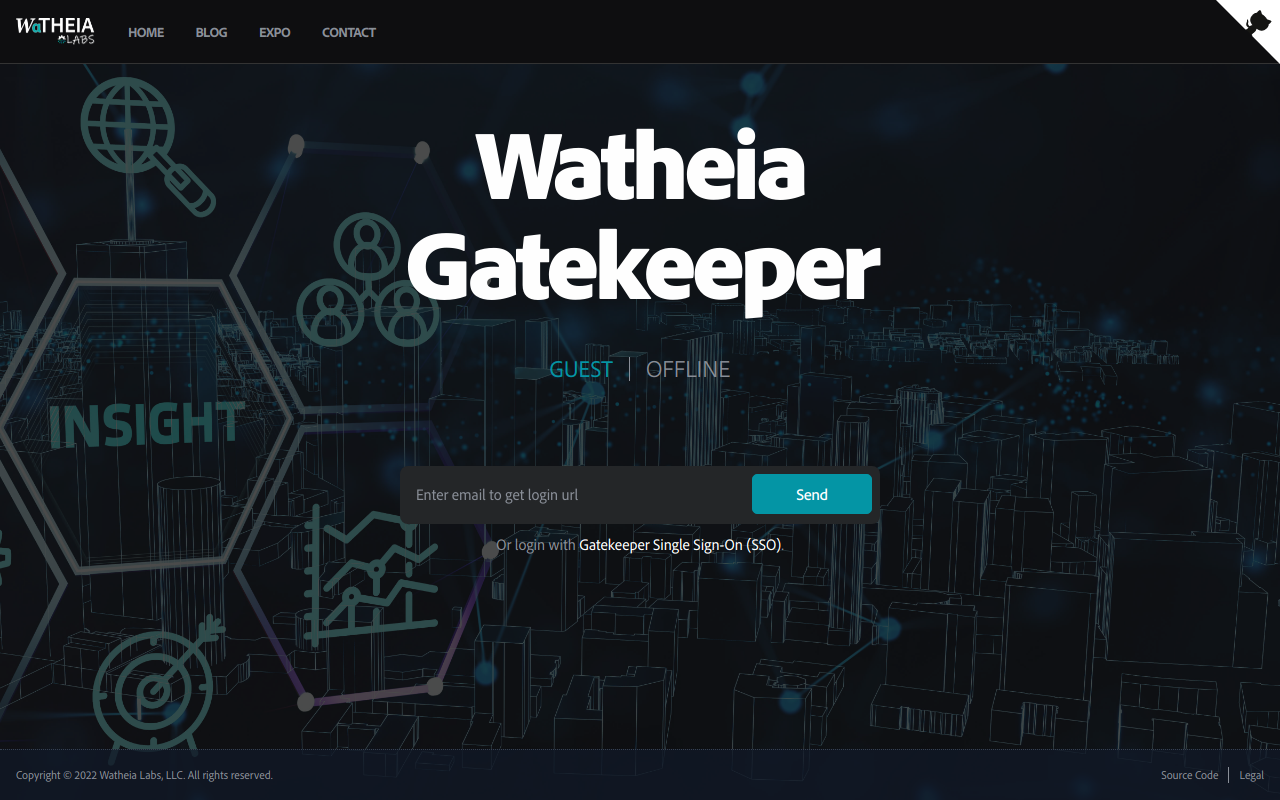 WaTHEIA
LABS
HOME
BLOG
EXPO
CONTACT
Watheia
Gatekeeper
GUEST
OFFLINE
INSIGHT
Enter email to get login url
Send
Or login with Gatekeeper Single Sign-On (SSO).
Copyright © 2022 Watheia Labs, LLC. All rights reserved.
Source Code
Legal